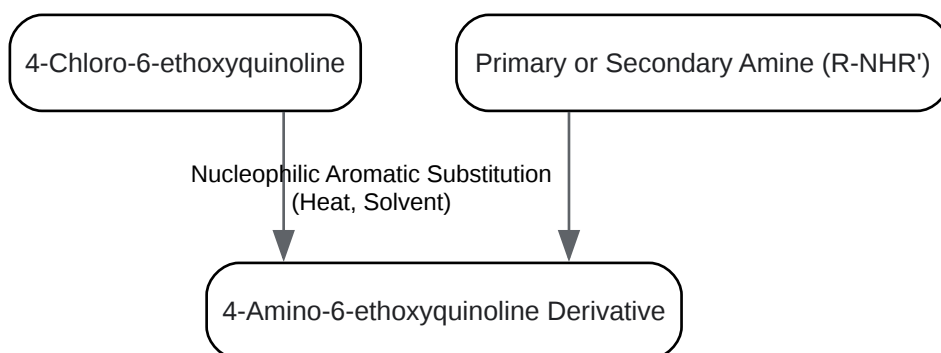 4-Chloro-6-ethoxyquinoline
Primary or Secondary Amine (R-NHR')
Nucleophilic Aromatic Substitution
(Heat, Solvent)
4-Amino-6-ethoxyquinoline Derivative